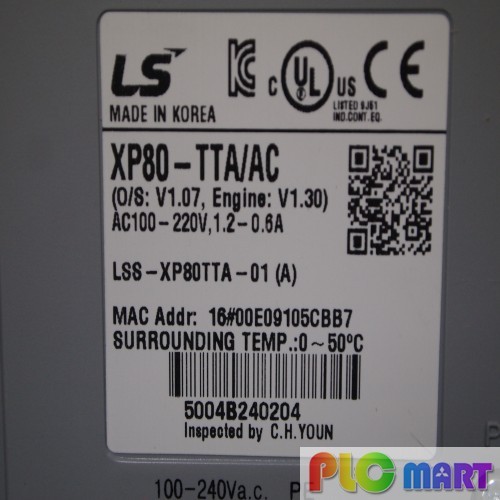 LS
MADE IN KOREA
C UL US
LISTED 9J61
IND.CONT.EQ.
CE
XP80-TTA/AC
(O/S: V1.07, Engine: V1.30)
AC100-220V,1.2-0.6A
LSS-XP80TTA-01 (A)
MAC Addr: 16#00E09105CBB7
SURROUNDING TEMP.:0~50℃
5004B240204
Inspected by C.H.YOUN
100-240Va.c.
PLC mart